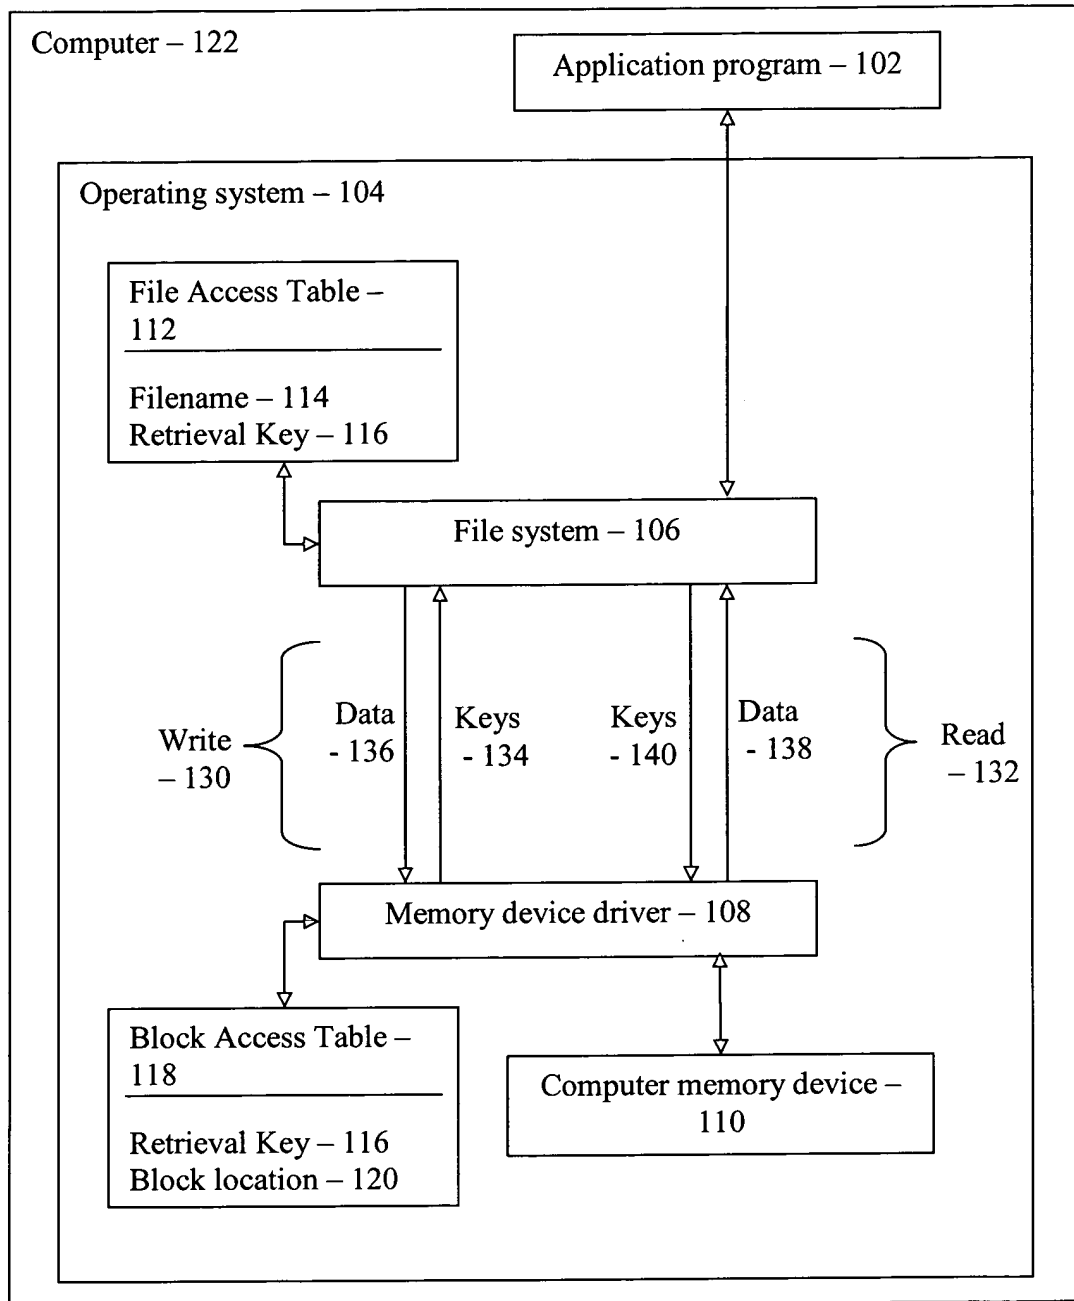 Computer – 122
Application program – 102
Operating system – 104
File Access Table –
112
Filename – 114
Retrieval Key – 116
File system – 106
Write
– 130
Data
- 136
Keys
- 134
Keys
- 140
Data
- 138
Read
– 132
Memory device driver – 108
Block Access Table –
118
Retrieval Key – 116
Block location – 120
Computer memory device –
110